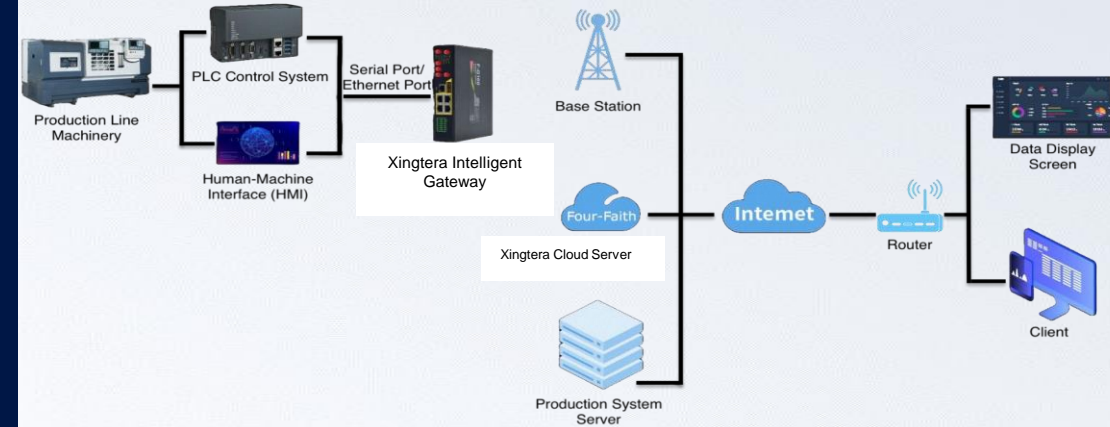 PLC Control System
Serial Port/
Ethernet Port
Production Line
Machinery
Human-Machine
Interface (HMI)
Xingtera Intelligent
Gateway
Base Station
Four-Faith
Xingtera Cloud Server
Production System
Server
Internet
Router
Data Display
Screen
Client